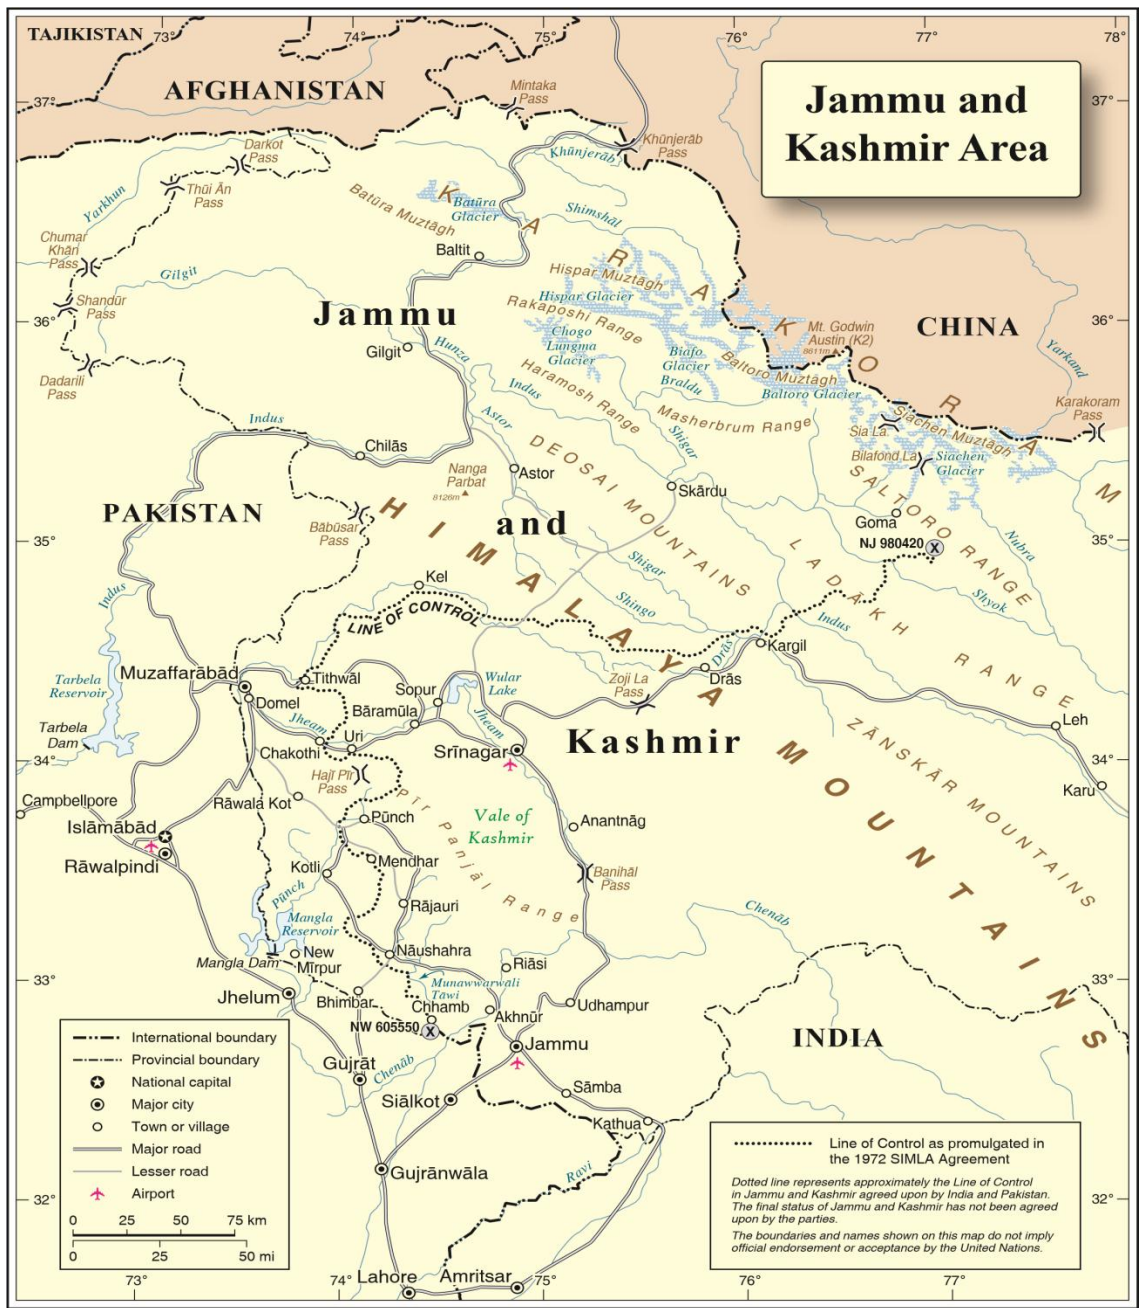 TAJIKISTAN
73°
74°
75°
76°
77°
78°
AFGHANISTAN
Mintaka
Pass
Jammu and
Kashmir Area
37°
37°
Darkot
Pass
Khūnjerāb
Khūnjerāb
Pass
Thūi Ān
Pass
Yarkhun
Batūra Muztāgh
Batūra
Glacier
Shimshāl
KARAKORAM
Chumar
Khān
Pass
Baltit
Gilgit
Hispar Muztāgh
Hispar Glacier
Shandūr
Pass
36°
36°
Jammu
Rakaposhi Range
Chogo
Lungma
Glacier
Mt. Godwin
Austin (K2)
8611m
CHINA
Gilgit
Hunza
Biafo
Glacier
Baltoro Muztāgh
Yarkand
Dadarili
Pass
Haramosh Range
Braldu
Baltoro Glacier
Indus
Masherbrum Range
Karakoram
Pass
Siachen Muztāgh
Sia La
Indus
Astor
Shigar
Bilafond La
Siachen
Glacier
Chilās
DEOSAI MOUNTAINS
Nanga
Parbat
8126m
Astor
Skārdu
SALTORO RANGE
PAKISTAN
HIMALAYA MOUNTAINS
and
Goma
NJ 980420
X
Bābūsar
Pass
35°
35°
LADĀKH RANGE
Nubra
Kel
Shigar
Indus
LINE OF CONTROL
Shingo
Shyok
Indus
Drās
Kargil
Muzaffarābād
Tithwāl
Zoji La
Pass
Drās
Tarbela
Reservoir
Domel
Sopur
Wular
Lake
Bāramūla
Jheam
Jheam
Leh
Tarbela
Dam
Uri
Chakothi
Srīnagar
Kashmir
ZĀNSKĀR MOUNTAINS
34°
34°
Hajī Pīr
Pass
Karu
Campbellpore
Rāwala Kot
Pīr Panjāl Range
Vale of
Kashmir
Pūnch
Anantnāg
Islāmābād
Rāwalpindi
Mendhar
Kotli
Banihāl
Pass
Pūnch
Rājauri
Chenāb
Mangla
Reservoir
Mangla Dam
New
Mīrpur
Nāushahra
Riāsi
33°
33°
Munawwarwāli
Tāwi
Jhelum
Bhimbar
Chhamb
Akhnūr
Udhampur
NW 605550
X
INDIA
International boundary
Provincial boundary
National capital
Major city
Town or village
Major road
Lesser road
Airport
0 25 50 75 km
0 25 50 mi
Jammu
Chenāb
Gujrāt
Siālkot
Sāmba
Kathua
Gujrānwāla
Ravi
32°
32°
Line of Control as promulgated in
the 1972 SIMLA Agreement
Dotted line represents approximately the Line of Control
in Jammu and Kashmir agreed upon by India and Pakistan.
The final status of Jammu and Kashmir has not been agreed
upon by the parties.
The boundaries and names shown on this map do not imply
official endorsement or acceptance by the United Nations.
Lahore
Amritsar
73°
74°
75°
76°
77°